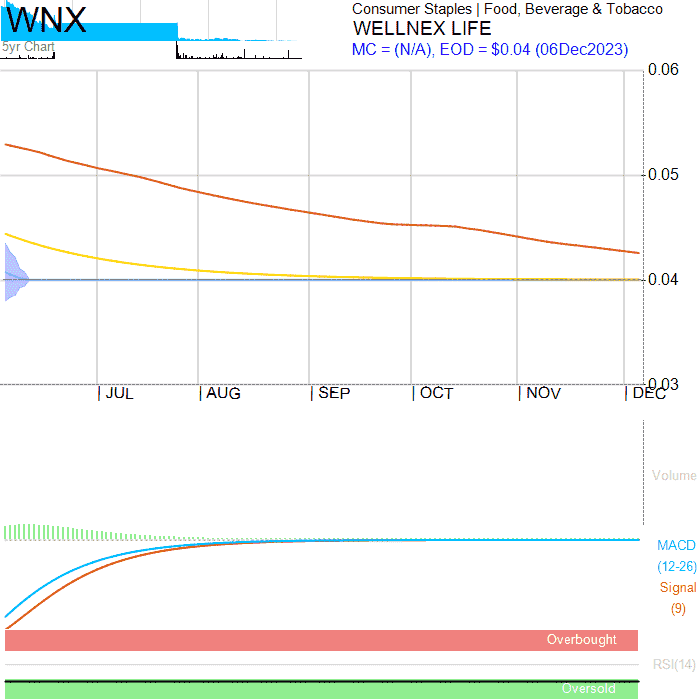 WNX
5yr Chart
Consumer Staples | Food, Beverage & Tobacco
WELLNEX LIFE
MC = (N/A), EOD = $0.04 (06Dec2023)
0.06
0.05
0.04
0.03
| JUL | AUG | SEP | OCT | NOV | DEC
Volume
MACD
(12-26)
Signal
(9)
Overbought
RSI(14)
Oversold